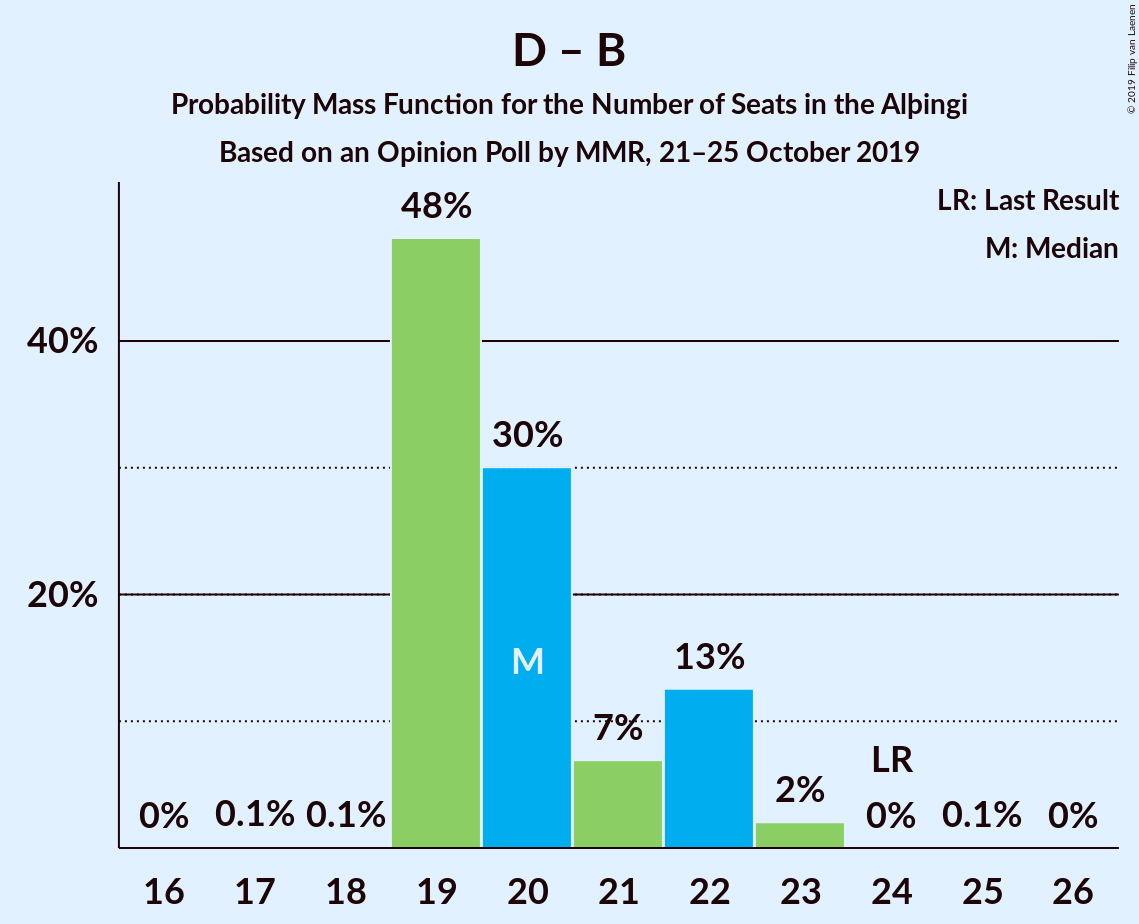 D – B
Probability Mass Function for the Number of Seats in the Alþingi
Based on an Opinion Poll by MMR, 21–25 October 2019
© 2019 Filip van Laenen
LR: Last Result
M: Median
48%
40%
30%
20%
M
13%
7%
LR
2%
0% 0.1% 0.1% 0% 0.1% 0%
16 17 18 19 20 21 22 23 24 25 26